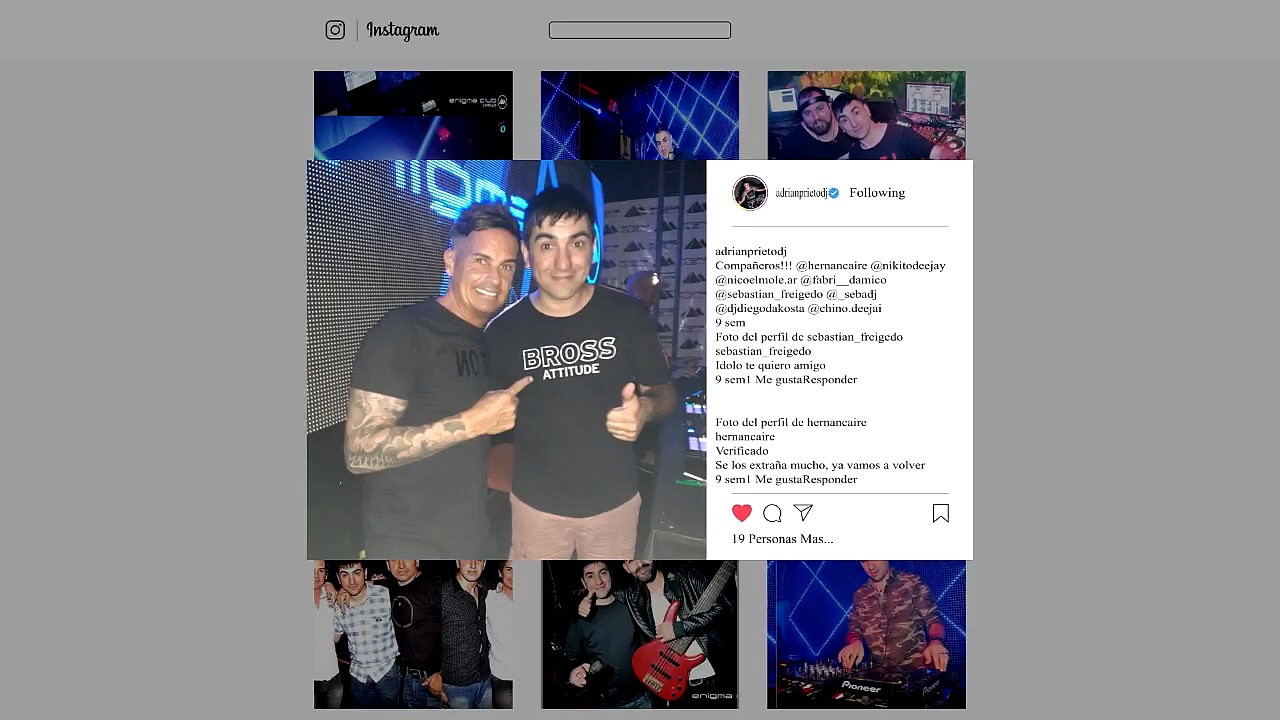 Instagram
enigma club
adrianprietodj Following
BROSS
ATTITUDE
adrianprietodj
Compañeros!!! @hernancaire @nikitodeejay
@nicoelmole.ar @fabri__damico
@sebastian_freigedo @_sebadj
@djdiegodakosta @chino.deejai
9 sem
Foto del perfil de sebastian_freigedo
sebastian_freigedo
Idolo te quiero amigo
9 sem1 Me gustaResponder
Foto del perfil de hernancaire
hernancaire
Verificado
Se los extraña mucho, ya vamos a volver
9 sem1 Me gustaResponder
19 Personas Mas...
enigma
Pioneer
Pioneer